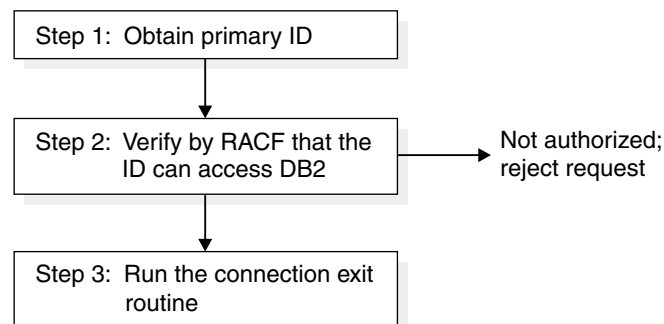 Step 1: Obtain primary ID
Step 2: Verify by RACF that the
ID can access DB2
Not authorized;
reject request
Step 3: Run the connection exit
routine